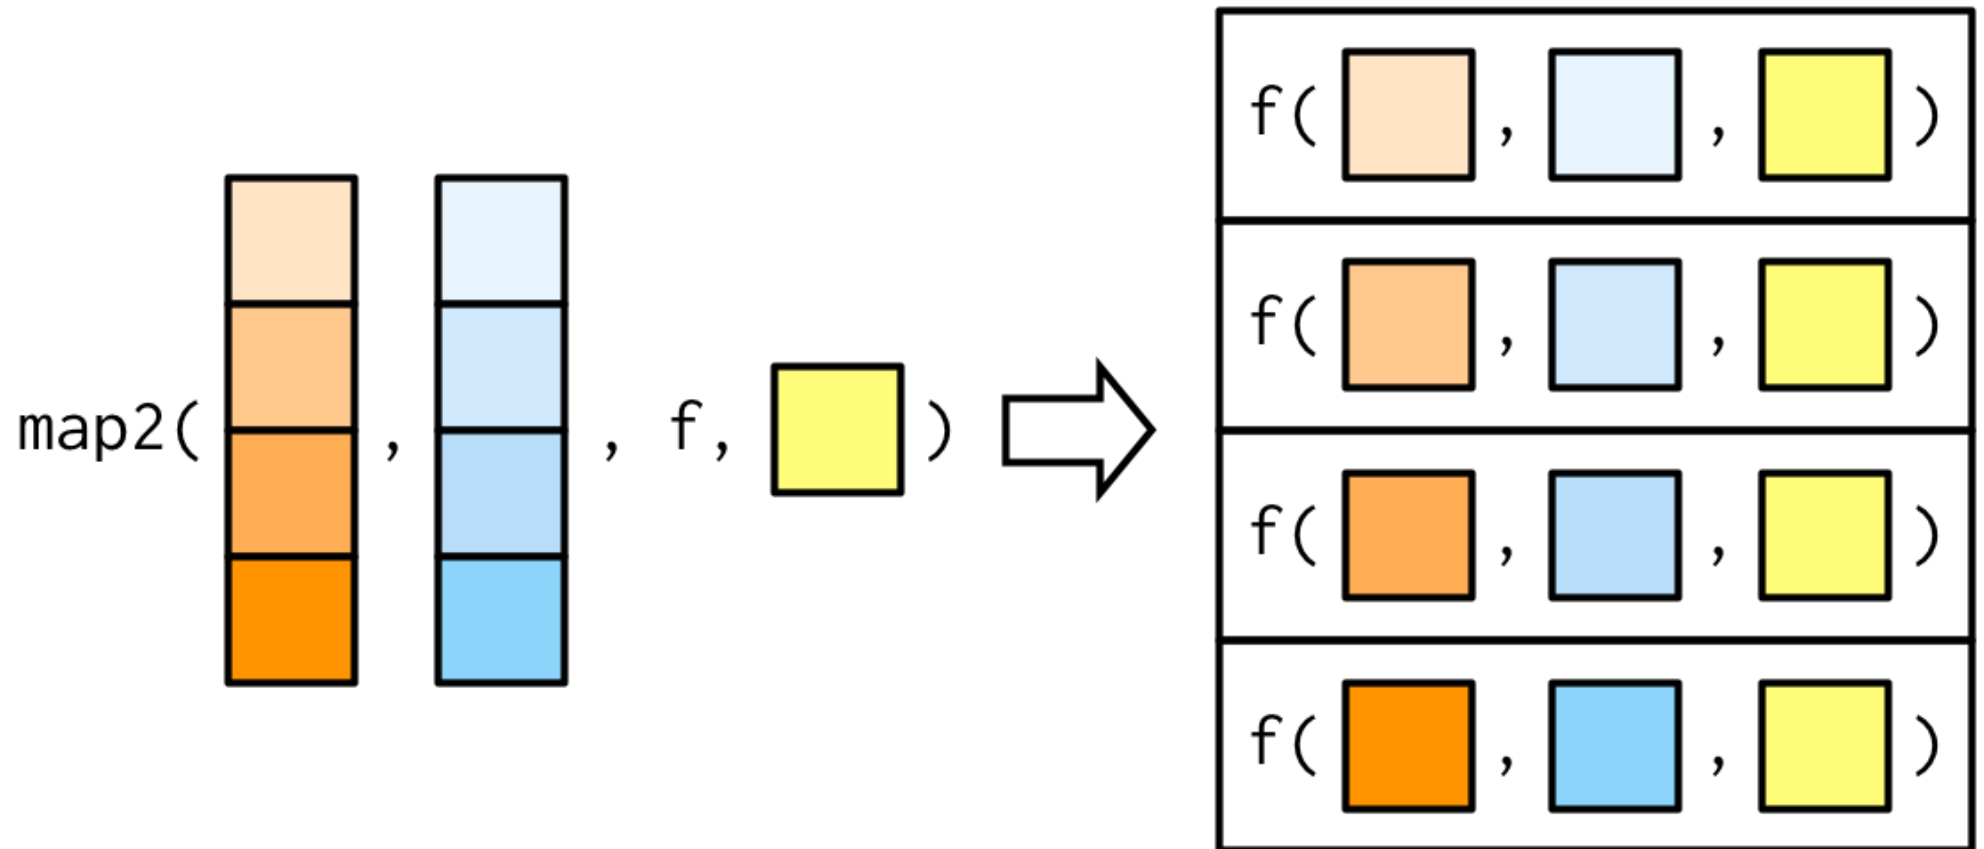 map2( , , f, )
f( , , )
f( , , )
f( , , )
f( , , )